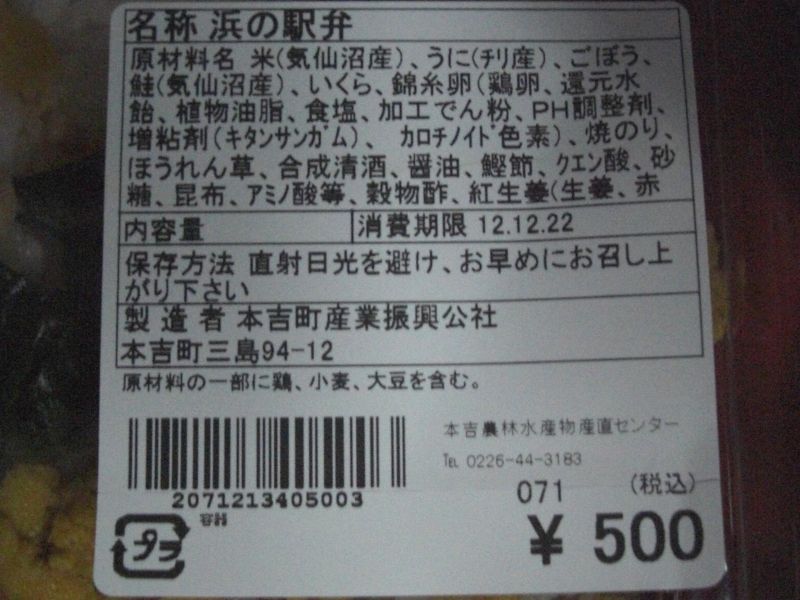 名称 浜の駅弁
原材料名 米(気仙沼産)、うに(チリ産)、ごぼう、
鮭(気仙沼産)、いくら、錦糸卵(鶏卵、還元水
飴、植物油脂、食塩、加工でん粉、PH調整剤、
増粘剤(キタンサンガム)、カロチノイド色素)、焼のり、
ほうれん草、合成清酒、醤油、鰹節、クエン酸、砂
糖、昆布、アミノ酸等、穀物酢、紅生姜(生姜、赤
内容量 消費期限 12.12.22
保存方法 直射日光を避け、お早めにお召し上
がり下さい
製造者 本吉町産業振興公社
本吉町三島94-12
原材料の一部に鶏、小麦、大豆を含む。
本吉農林水産物産直センター
℡ 0226-44-3183
2071213405003
071 (税込)
容器
プラ
¥ 500